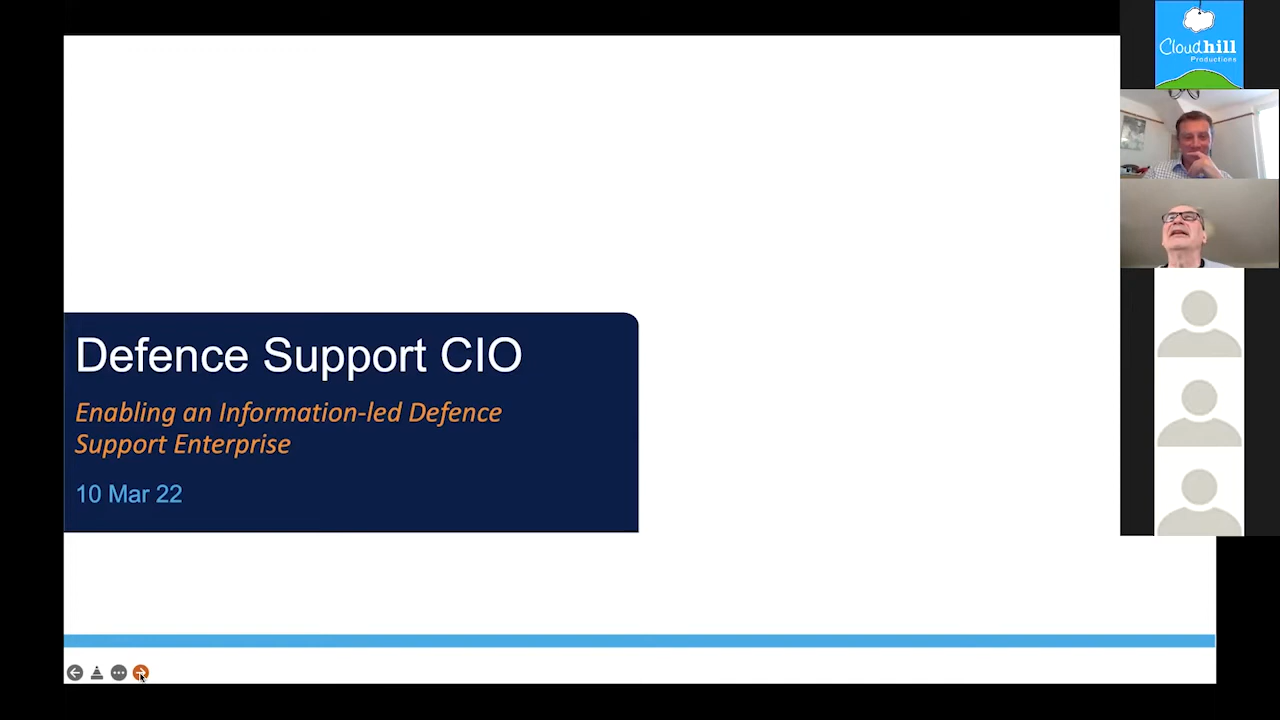 Defence Support CIO
Enabling an Information-led Defence
Support Enterprise
10 Mar 22
Cloudhill
Productions